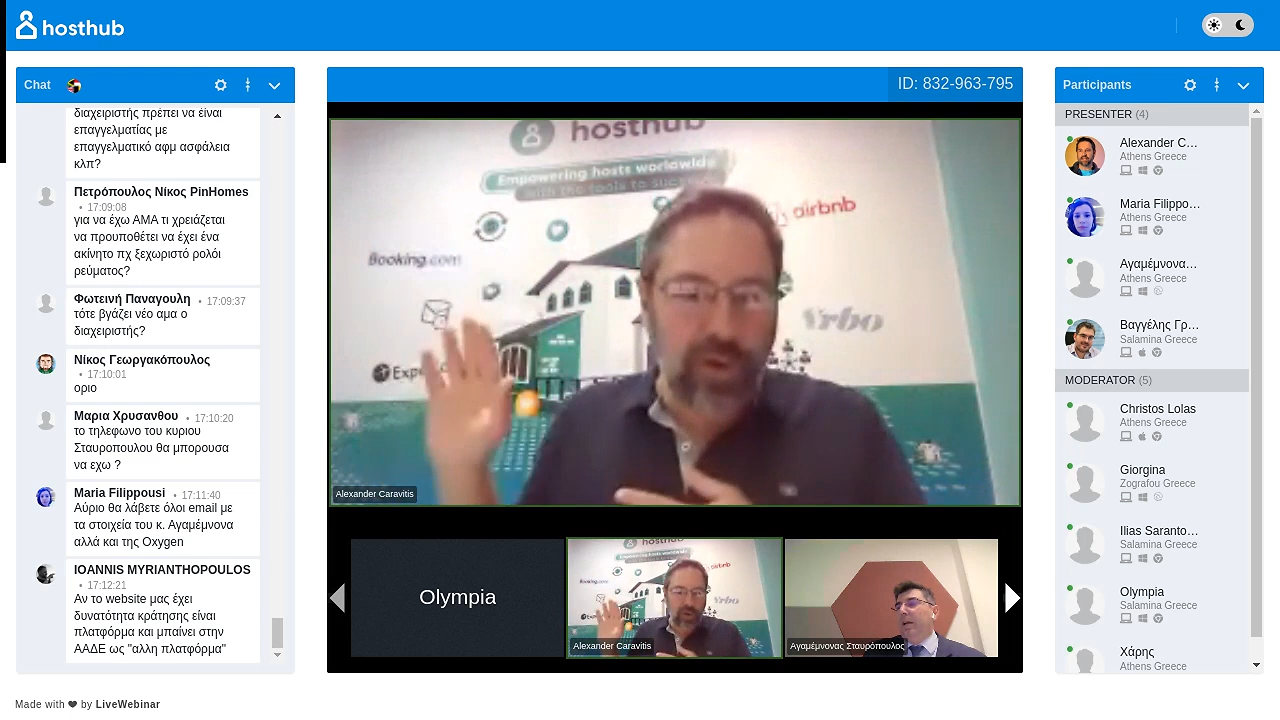 hosthub
Chat
διαχειριστής πρέπει να είναι
επαγγελματίας με
επαγγελματικό αφμ ασφάλεια
κλπ?
Πετρόπουλος Νίκος PinHomes
• 17:09:08
για να έχω ΑΜΑ τι χρειάζεται
να προυποθέτει να έχει ένα
ακίνητο πχ ξεχωριστό ρολόι
ρεύματος?
Φωτεινή Παναγουλη • 17:09:37
τότε βγάζει νέο αμα ο
διαχειριστής?
Νίκος Γεωργακόπουλος
• 17:10:01
οριο
Μαρια Χρυσανθου • 17:10:20
το τηλεφωνο του κυριου
Σταυροπουλου θα μπορουσα
να εχω ?
Maria Filippousi • 17:11:40
Αύριο θα λάβετε όλοι email με
τα στοιχεία του κ. Αγαμέμνονα
αλλά και της Oxygen
IOANNIS MYRIANTHOPOULOS
• 17:12:21
Αν το website μας έχει
δυνατότητα κράτησης είναι
πλατφόρμα και μπαίνει στην
ΑΑΔΕ ως "αλλη πλατφόρμα"
ID: 832-963-795
hosthub
Empowering hosts worldwide
with the tools to
airbnb
Booking.com
Vrbo
Alexander Caravitis
Olympia
Alexander Caravitis
Αγαμέμνονας Σταυρόπουλος
Participants
PRESENTER (4)
Alexander C…
Athens Greece
Maria Filippo…
Athens Greece
Αγαμέμνονα…
Athens Greece
Βαγγέλης Γρ…
Salamina Greece
MODERATOR (5)
Christos Lolas
Athens Greece
Giorgina
Zografou Greece
Ilias Saranto…
Salamina Greece
Olympia
Salamina Greece
Χάρης
Athens Greece
Made with ❤ by LiveWebinar